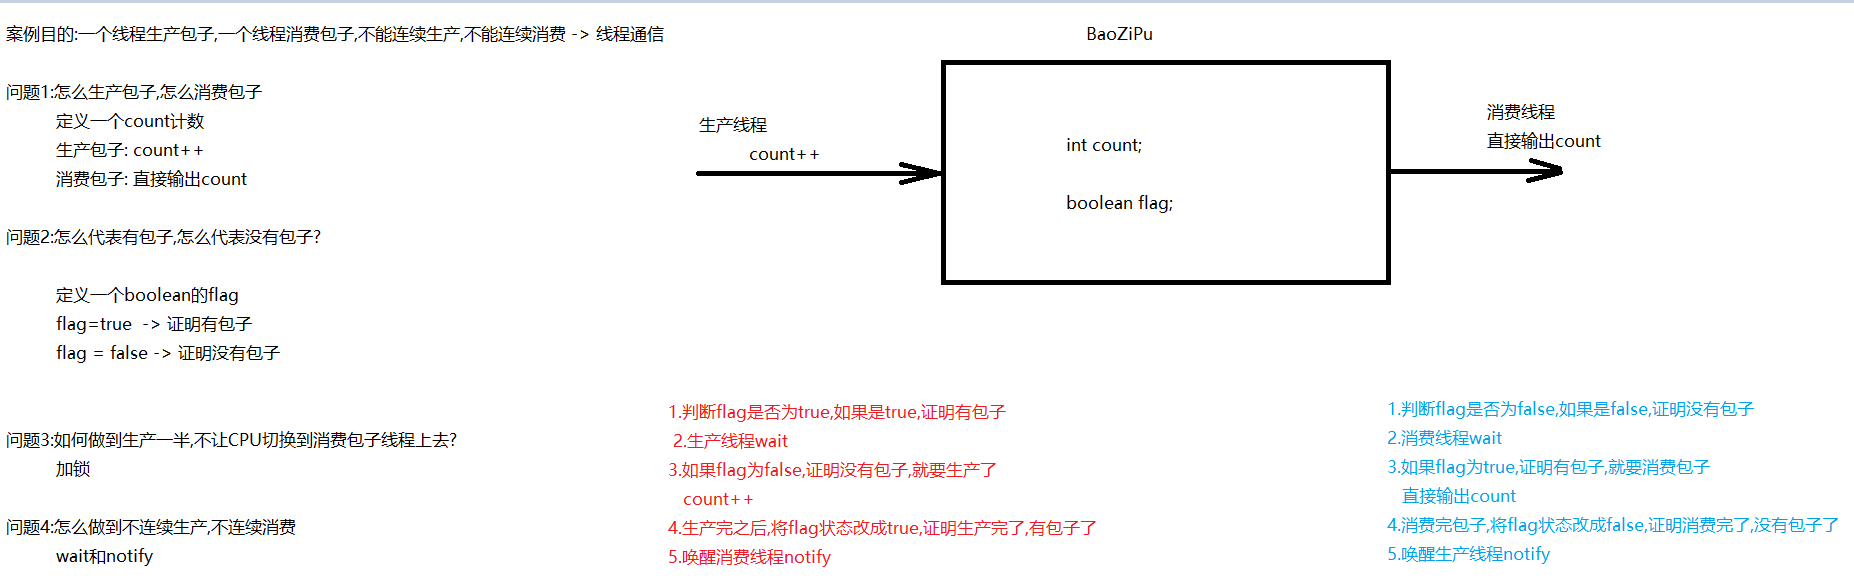 案例目的:一个线程生产包子,一个线程消费包子,不能连续生产,不能连续消费 -> 线程通信
问题1:怎么生产包子,怎么消费包子
定义一个count计数
生产包子: count++
消费包子: 直接输出count
问题2:怎么代表有包子,怎么代表没有包子?
定义一个boolean的flag
flag=true  -> 证明有包子
flag = false -> 证明没有包子
问题3:如何做到生产一半,不让CPU切换到消费包子线程上去?
加锁
问题4:怎么做到不连续生产,不连续消费
wait和notify
BaoZiPu
生产线程
count++
int count;
boolean flag;
消费线程
直接输出count
1.判断flag是否为true,如果是true,证明有包子
2.生产线程wait
3.如果flag为false,证明没有包子,就要生产了
count++
4.生产完之后,将flag状态改成true,证明生产完了,有包子了
5.唤醒消费线程notify
1.判断flag是否为false,如果是false,证明没有包子
2.消费线程wait
3.如果flag为true,证明有包子,就要消费包子
直接输出count
4.消费完包子,将flag状态改成false,证明消费完了,没有包子了
5.唤醒生产线程notify